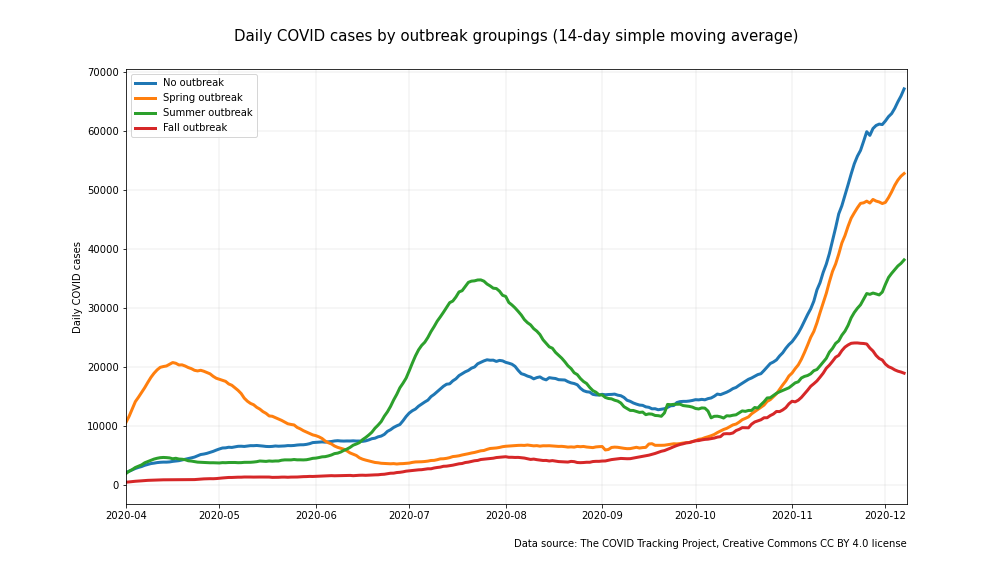 Daily COVID cases by outbreak groupings (14-day simple moving average)
No outbreak
Spring outbreak
Summer outbreak
Fall outbreak
Daily COVID cases
70000
60000
50000
40000
30000
20000
10000
0
2020-04 2020-05 2020-06 2020-07 2020-08 2020-09 2020-10 2020-11 2020-12
Data source: The COVID Tracking Project, Creative Commons CC BY 4.0 license